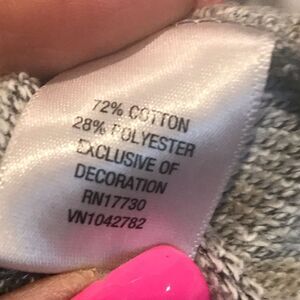 72% COTTON
28% POLYESTER
EXCLUSIVE OF
DECORATION
RN17730
VN1042782